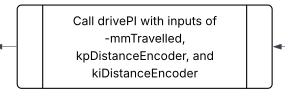 Call drivePI with inputs of
-mmTravelled,
kpDistanceEncoder, and
kiDistanceEncoder